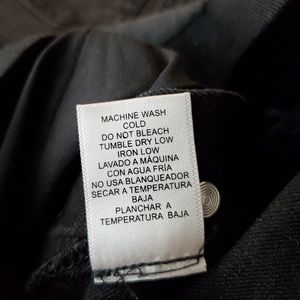 MACHINE WASH
COLD
DO NOT BLEACH
TUMBLE DRY LOW
IRON LOW
LAVADO A MÁQUINA
CON AGUA FRÍA
NO USA BLANQUEADOR
SECAR A TEMPERATURA
BAJA
PLANCHAR A
TEMPERATURA BAJA